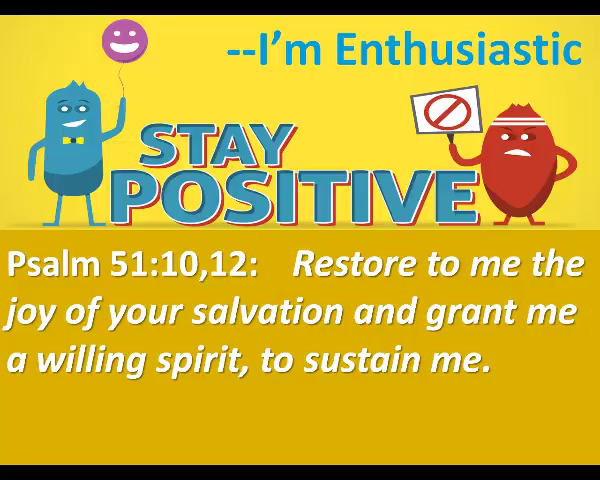 --I’m Enthusiastic
STAY
POSITIVE
Psalm 51:10,12: Restore to me the
joy of your salvation and grant me
a willing spirit, to sustain me.